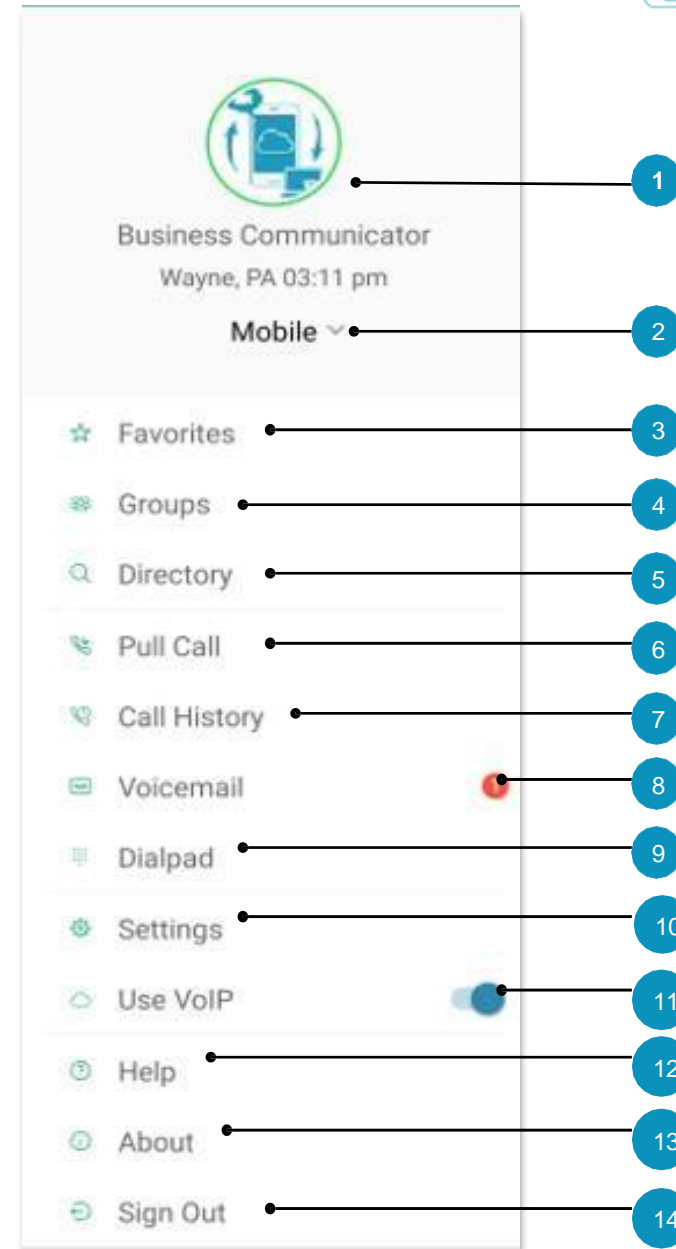 1
Business Communicator
Wayne, PA 03:11 pm
Mobile 2
Favorites 3
Groups 4
Directory 5
Pull Call 6
Call History 7
Voicemail 8
Dialpad 9
Settings 10
Use VoIP 11
Help 12
About 13
Sign Out 14